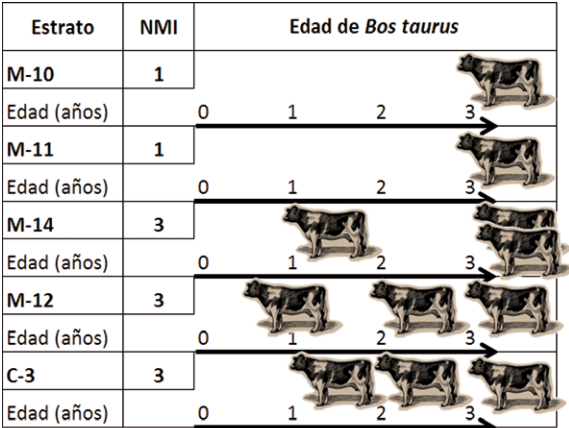 Estrato NMI Edad de Bos taurus
M-10 1
Edad (años) 0 1 2 3
M-11 1
Edad (años) 0 1 2 3
M-14 3
Edad (años) 0 1 2 3
M-12 3
Edad (años) 0 1 2 3
C-3 3
Edad (años) 0 1 2 3